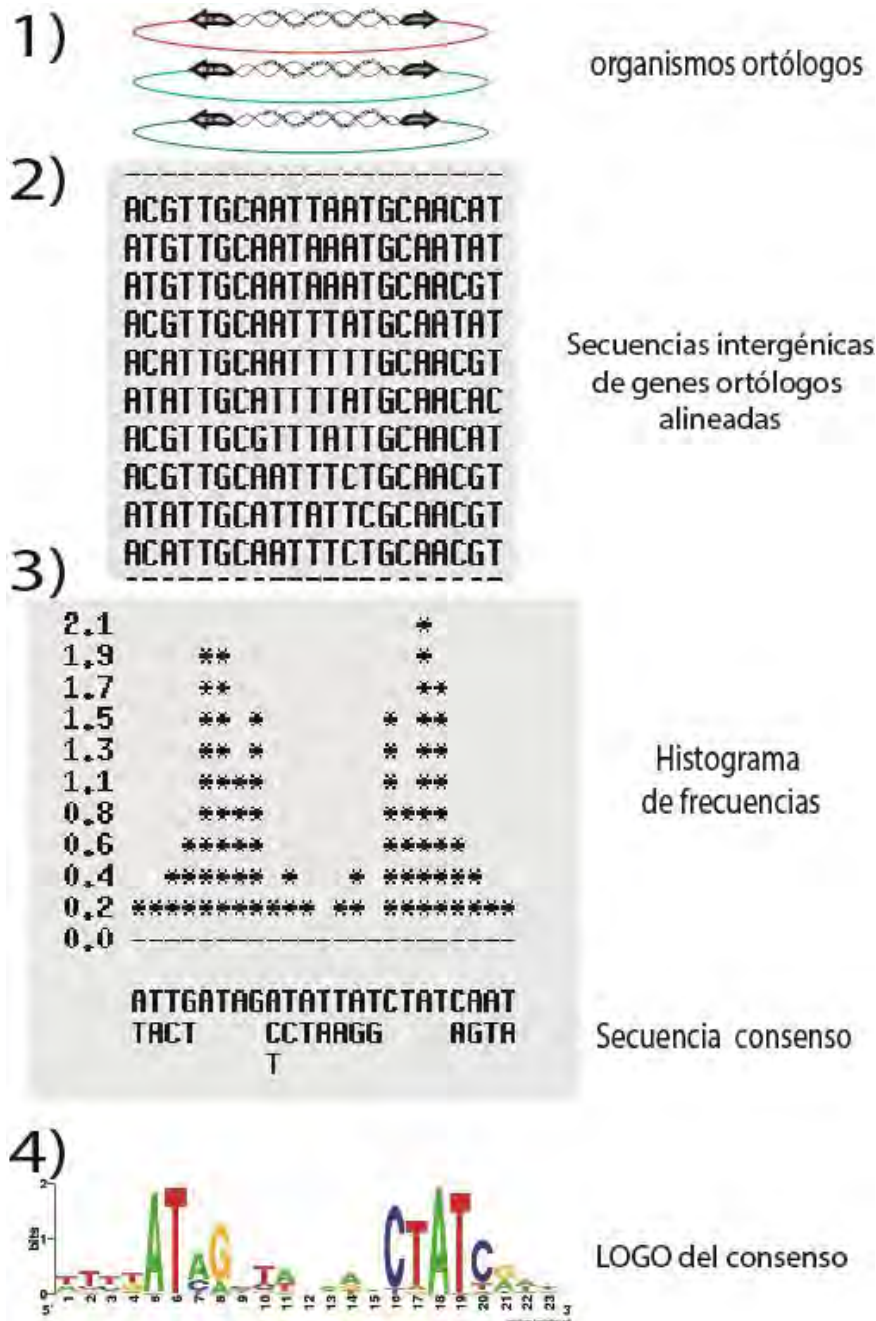 1)
organismos ortólogos
2)
ACGTTGCAATTAATGCAACAT
ATGTTGCAATAAATGCAATAT
ATGTTGCAATAAATGCAACGT
ACGTTGCAATTTATGCAATAT
ACATTGCAATTTTTGCAACGT
ATATTGCATTTTATGCAACAC
ACGTTGCGTTTATTGCAACAT
ACGTTGCAATTTCTGCAACGT
ATATTGCATTATTCGCAACGT
ACATTGCAATTTCTGCAACGT
Secuencias intergénicas
de genes ortólogos
alineadas
3)
2.1
1.9
1.7
1.5
1.3
1.1
0.8
0.6
0.4
0.2
0.0
Histograma
de frecuencias
ATTGATAGATATTATCTATCAAT
TACT CCTAAGG AGTA
T
Secuencia consenso
4)
2
bits
1
0
ATAGTA CTATC
5' 1 2 3 4 5 6 7 8 9 10 11 12 13 14 15 16 17 18 19 20 21 22 23 3'
LOGO del consenso